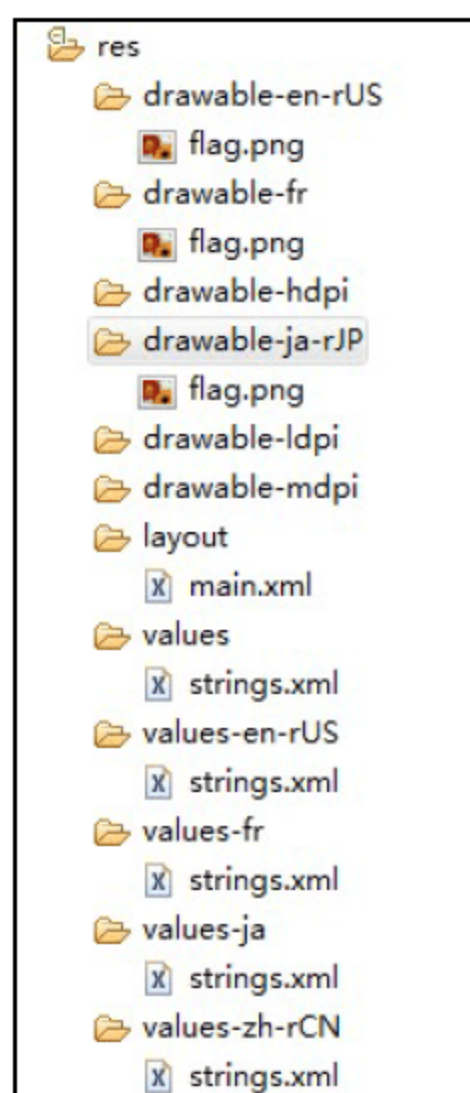 res
drawable-en-rUS
flag.png
drawable-fr
flag.png
drawable-hdpi
drawable-ja-rJP
flag.png
drawable-ldpi
drawable-mdpi
layout
main.xml
values
strings.xml
values-en-rUS
strings.xml
values-fr
strings.xml
values-ja
strings.xml
values-zh-rCN
strings.xml